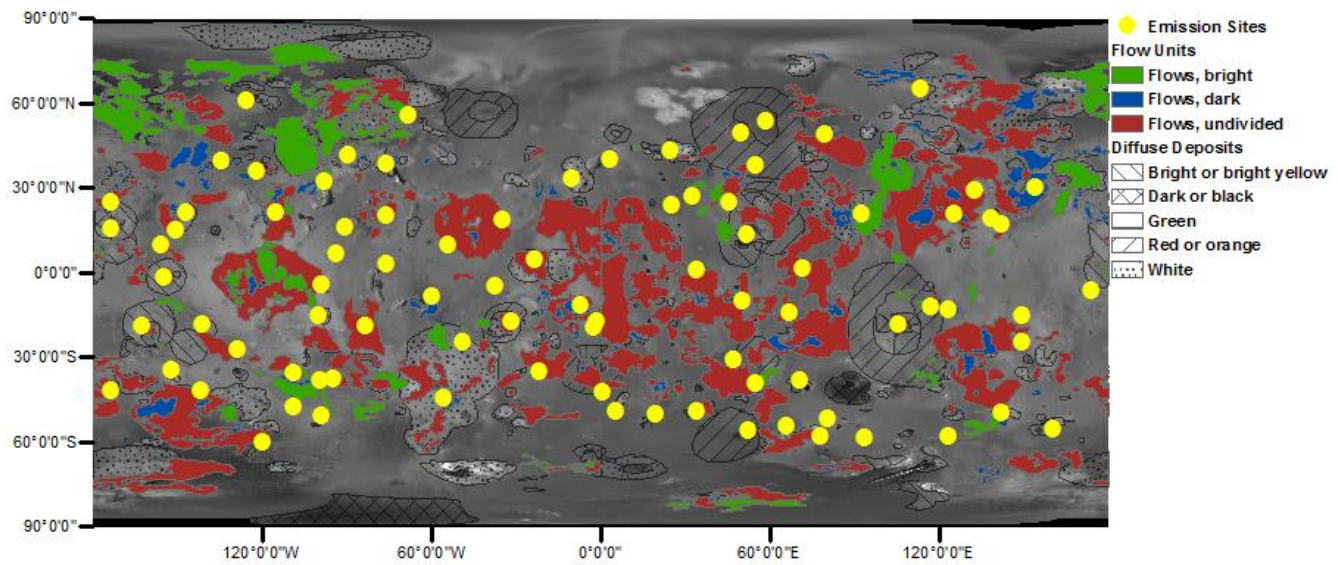 90°0'0"
60°0'0"N
30°0'0"N
0°0'0"
30°0'0"S
60°0'0"S
90°0'0"
120°0'0"W
60°0'0"W
0°0'0"
60°0'0"E
120°0'0"E
Emission Sites
Flow Units
Flows, bright
Flows, dark
Flows, undivided
Diffuse Deposits
Bright or bright yellow
Dark or black
Green
Red or orange
White